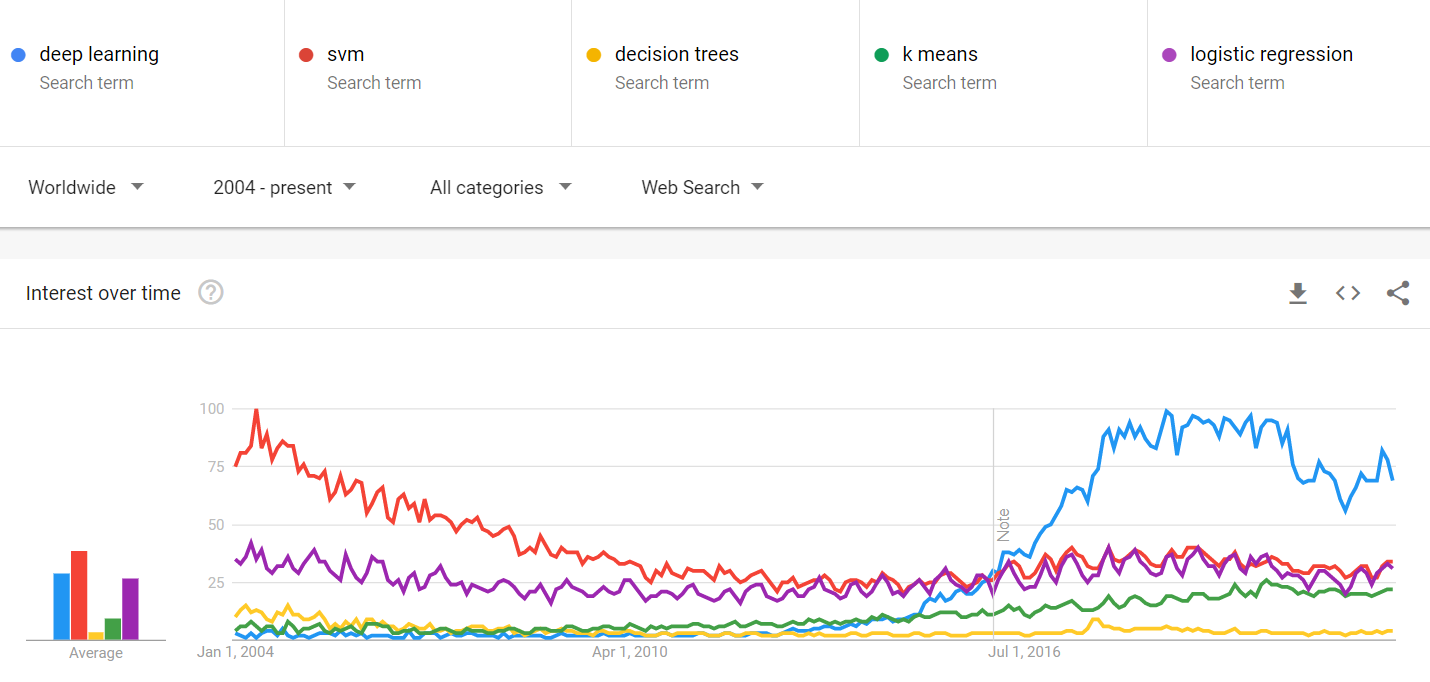 deep learning
Search term
svm
Search term
decision trees
Search term
k means
Search term
logistic regression
Search term
Worldwide
2004 - present
All categories
Web Search
Interest over time
?
100
75
50
25
Note
Average
Jan 1, 2004
Apr 1, 2010
Jul 1, 2016